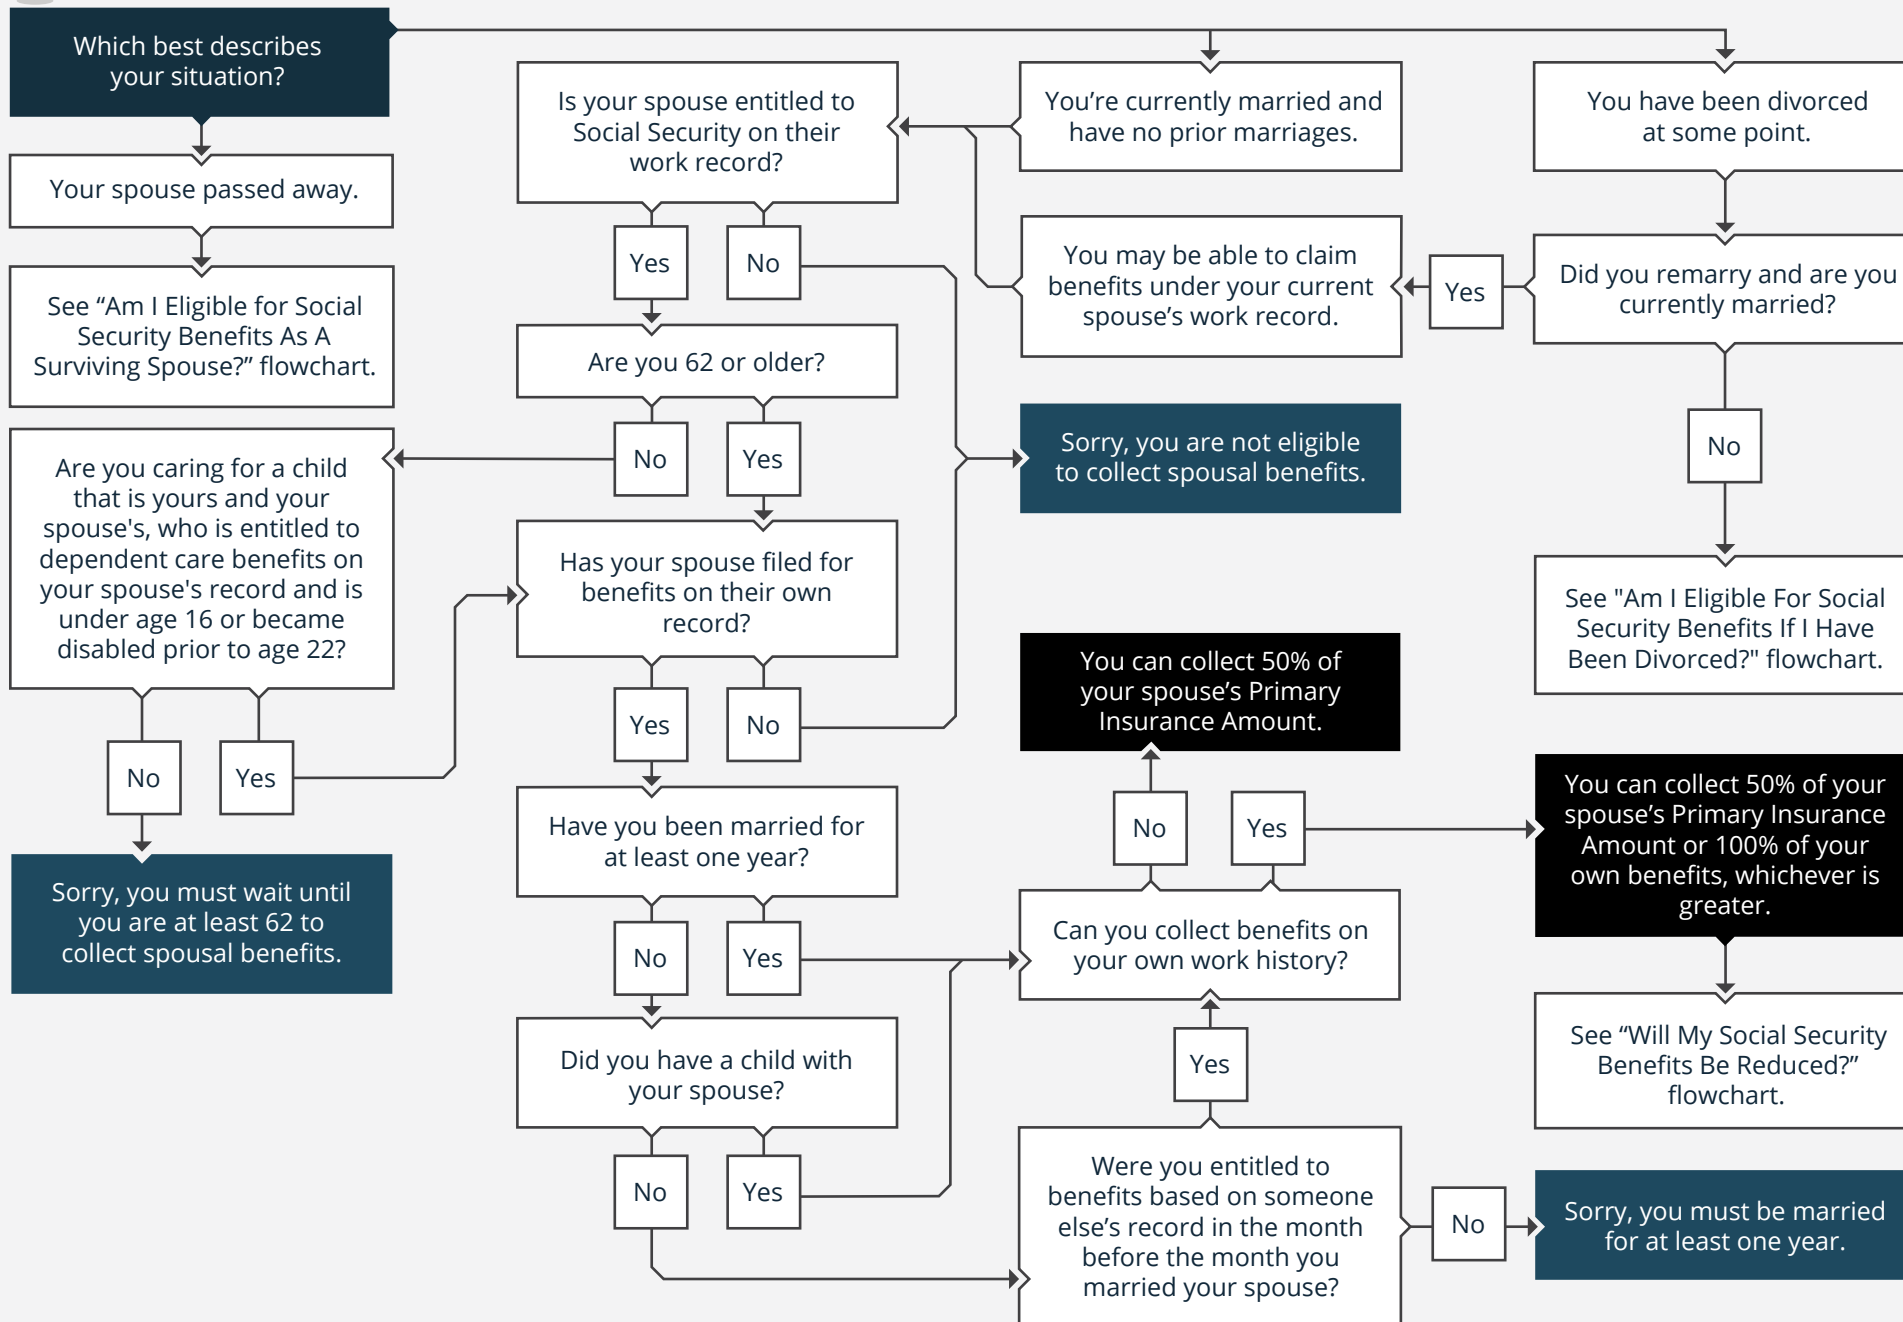 Which best describes
your situation?
Your spouse passed away.
See “Am I Eligible for Social
Security Benefits As A
Surviving Spouse?” flowchart.
You’re currently married and
have no prior marriages.
You have been divorced
at some point.
Did you remarry and are you
currently married?
Yes
You may be able to claim
benefits under your current
spouse’s work record.
No
See "Am I Eligible For Social
Security Benefits If I Have
Been Divorced?" flowchart.
Is your spouse entitled to
Social Security on their
work record?
Yes
No
Are you 62 or older?
No
Yes
Sorry, you are not eligible
to collect spousal benefits.
Are you caring for a child
that is yours and your
spouse's, who is entitled to
dependent care benefits on
your spouse's record and is
under age 16 or became
disabled prior to age 22?
No
Yes
Sorry, you must wait until
you are at least 62 to
collect spousal benefits.
Has your spouse filed for
benefits on their own
record?
Yes
No
Have you been married for
at least one year?
No
Yes
Did you have a child with
your spouse?
No
Yes
You can collect 50% of
your spouse’s Primary
Insurance Amount.
No
Yes
Can you collect benefits on
your own work history?
Yes
Were you entitled to
benefits based on someone
else’s record in the month
before the month you
married your spouse?
No
Sorry, you must be married
for at least one year.
You can collect 50% of your
spouse’s Primary Insurance
Amount or 100% of your
own benefits, whichever is
greater.
See “Will My Social Security
Benefits Be Reduced?”
flowchart.